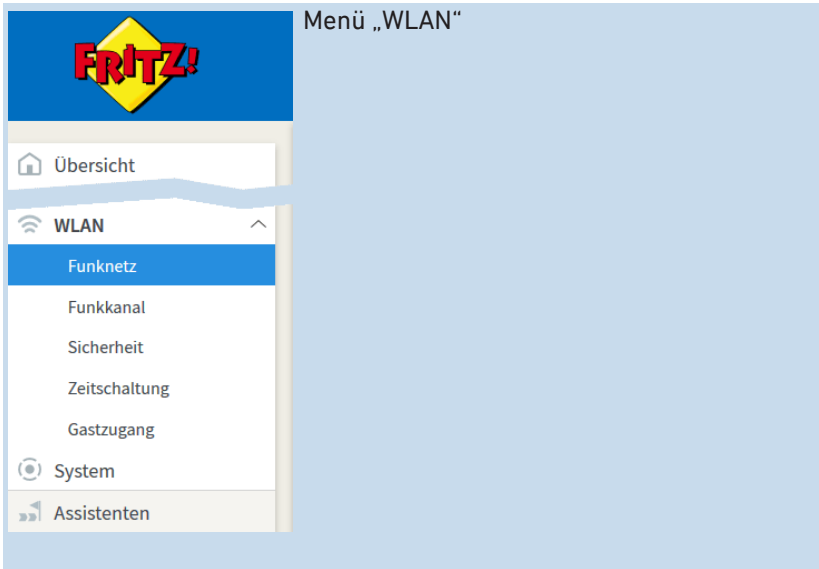 FRITZ!
Menü „WLAN“
Übersicht
WLAN
Funknetz
Funkkanal
Sicherheit
Zeitschaltung
Gastzugang
System
Assistenten